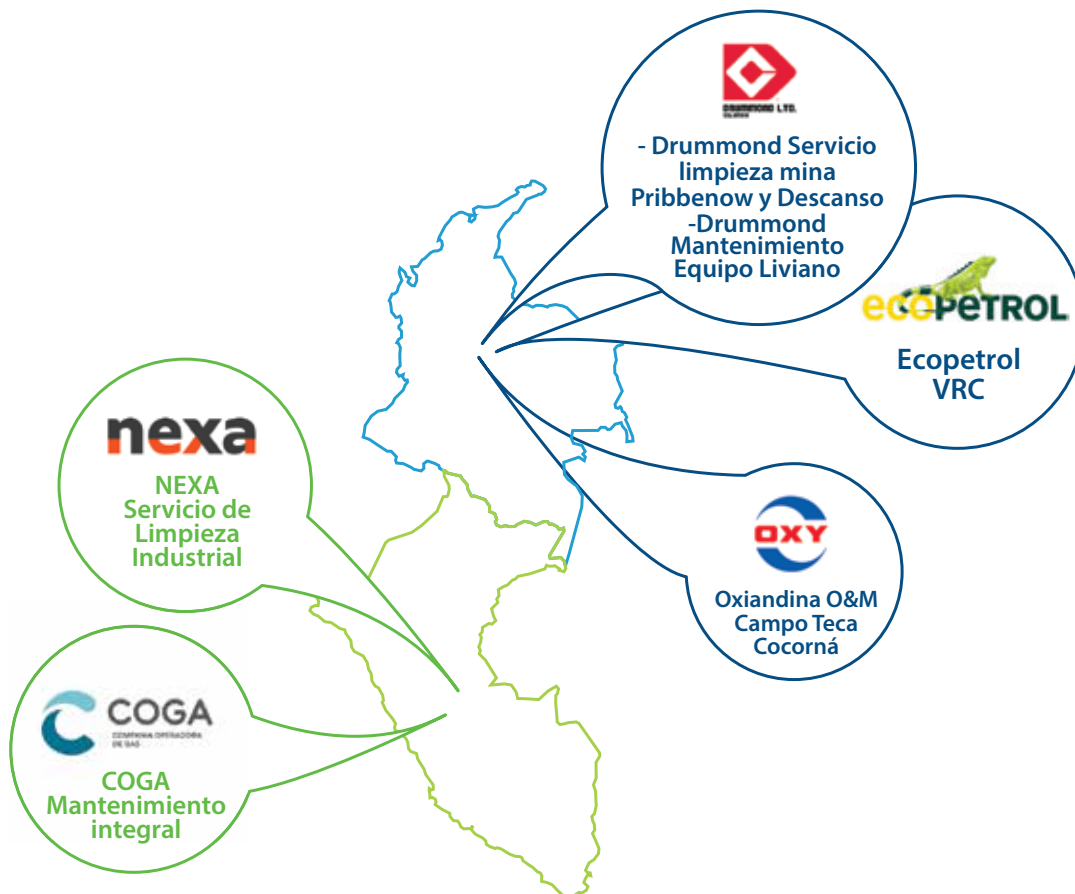 DRUMMOND LTD.
- Drummond Servicio
limpieza mina
Pribbenow y Descanso
-Drummond
Mantenimiento
Equipo Liviano
ecopetrol
Ecopetrol
VRC
nexa
NEXA
Servicio de
Limpieza
Industrial
OXY
Oxiandina O&M
Campo Teca
Cocorná
COGA
COMPAÑIA OPERADORA
DE GAS
COGA
Mantenimiento
integral